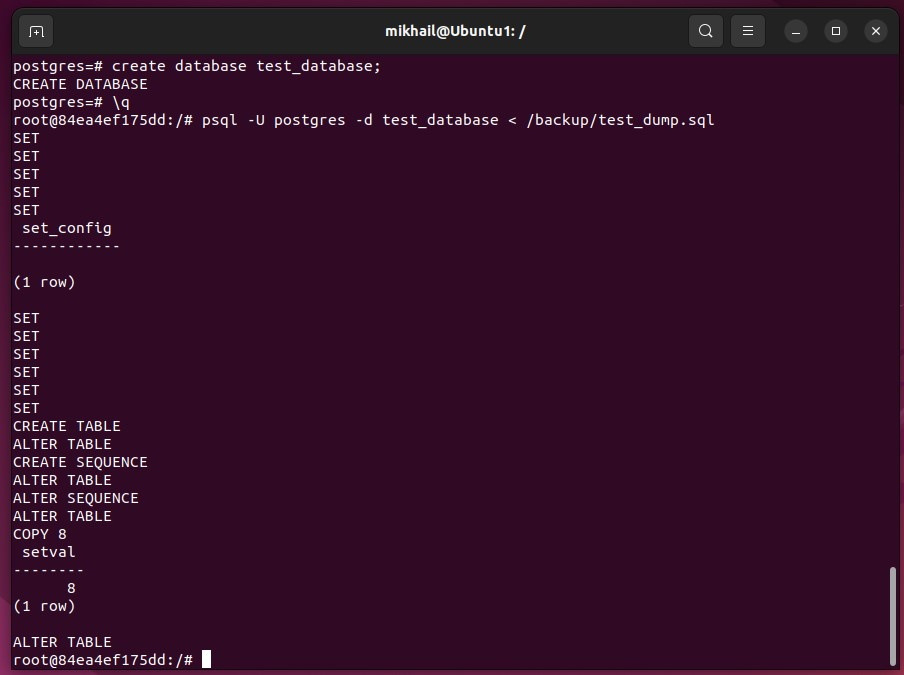 mikhail@Ubuntu1: /
postgres=# create database test_database;
CREATE DATABASE
postgres=# \q
root@84ea4ef175dd:/# psql -U postgres -d test_database < /backup/test_dump.sql
SET
SET
SET
SET
SET
 set_config
------------

(1 row)

SET
SET
SET
SET
SET
SET
CREATE TABLE
ALTER TABLE
CREATE SEQUENCE
ALTER TABLE
ALTER SEQUENCE
ALTER TABLE
COPY 8
 setval
--------
      8
(1 row)

ALTER TABLE
root@84ea4ef175dd:/#